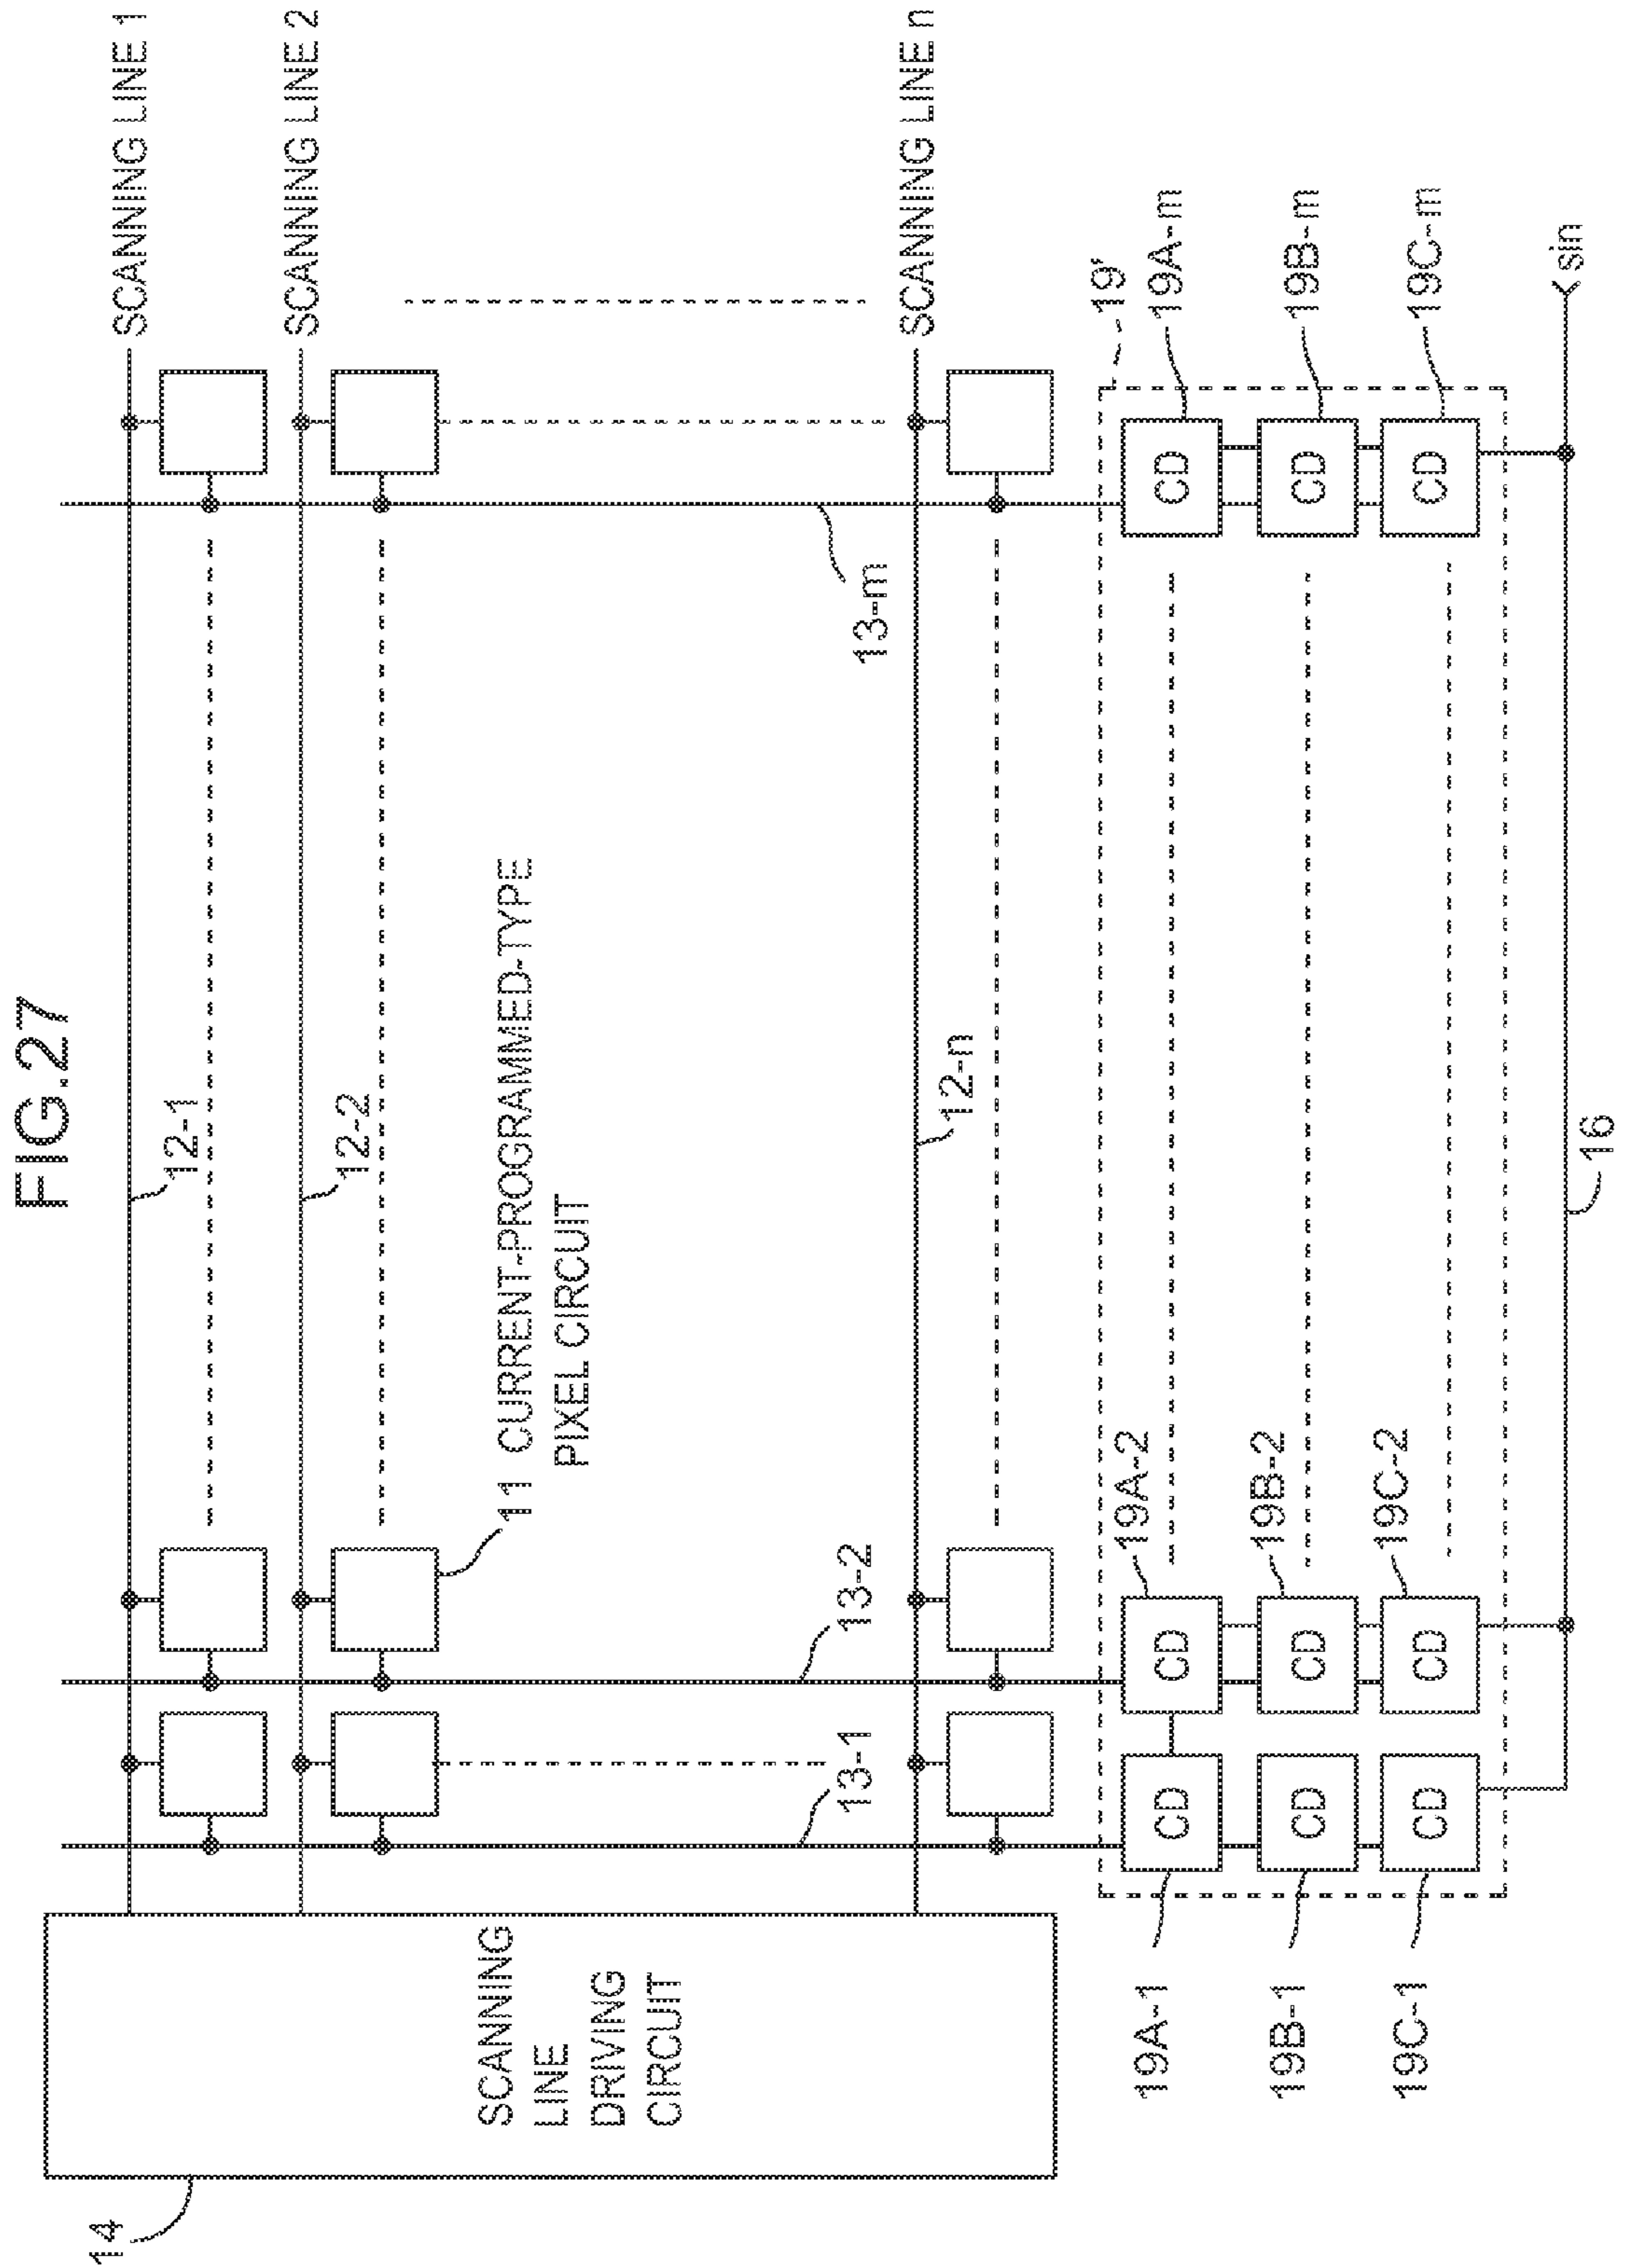 FIG.27
SCANNING LINE 1
12-1
SCANNING LINE 2
12-2
11 CURRENT-PROGRAMMED-TYPE
PIXEL CIRCUIT
14
SCANNING
LINE
DRIVING
CIRCUIT
13-1
13-2
13-m
SCANNING LINE n
12-n
19'
19A-1
CD
19A-2
CD
CD
19A-m
19B-1
CD
19B-2
CD
CD
19B-m
19C-1
CD
19C-2
CD
CD
19C-m
16
sin